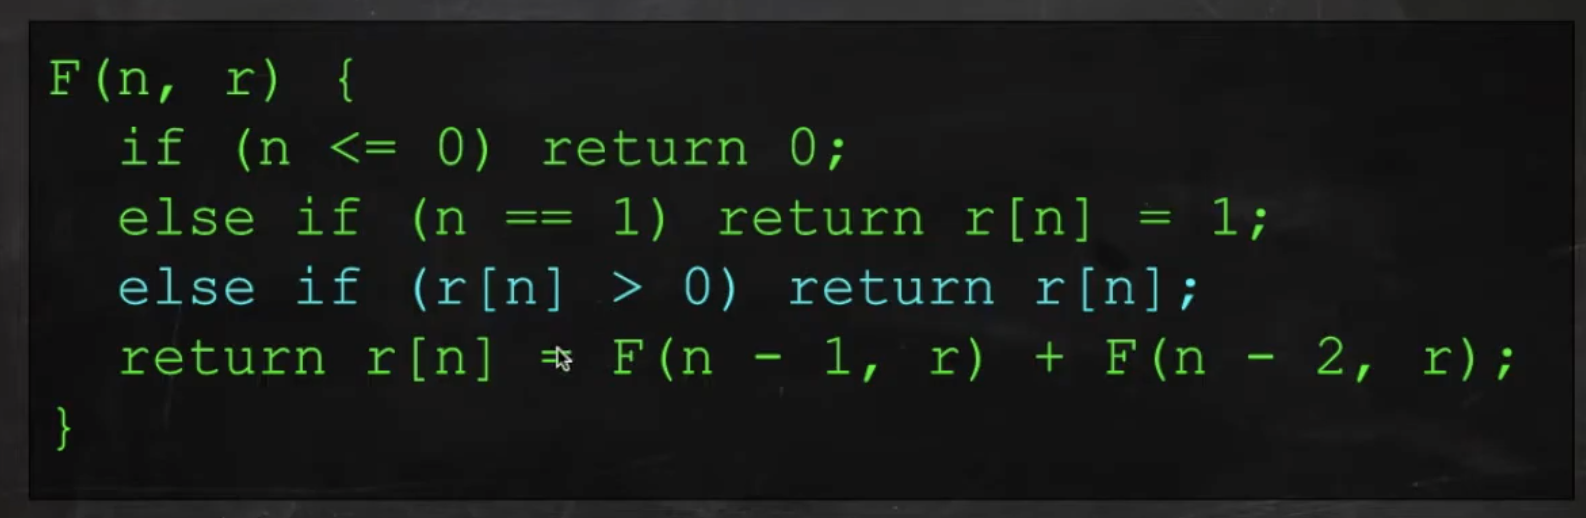 F(n, r) {
if (n <= 0) return 0;
else if (n == 1) return r[n] = 1;
else if (r[n] > 0) return r[n];
return r[n] = F(n - 1, r) + F(n - 2, r);
}